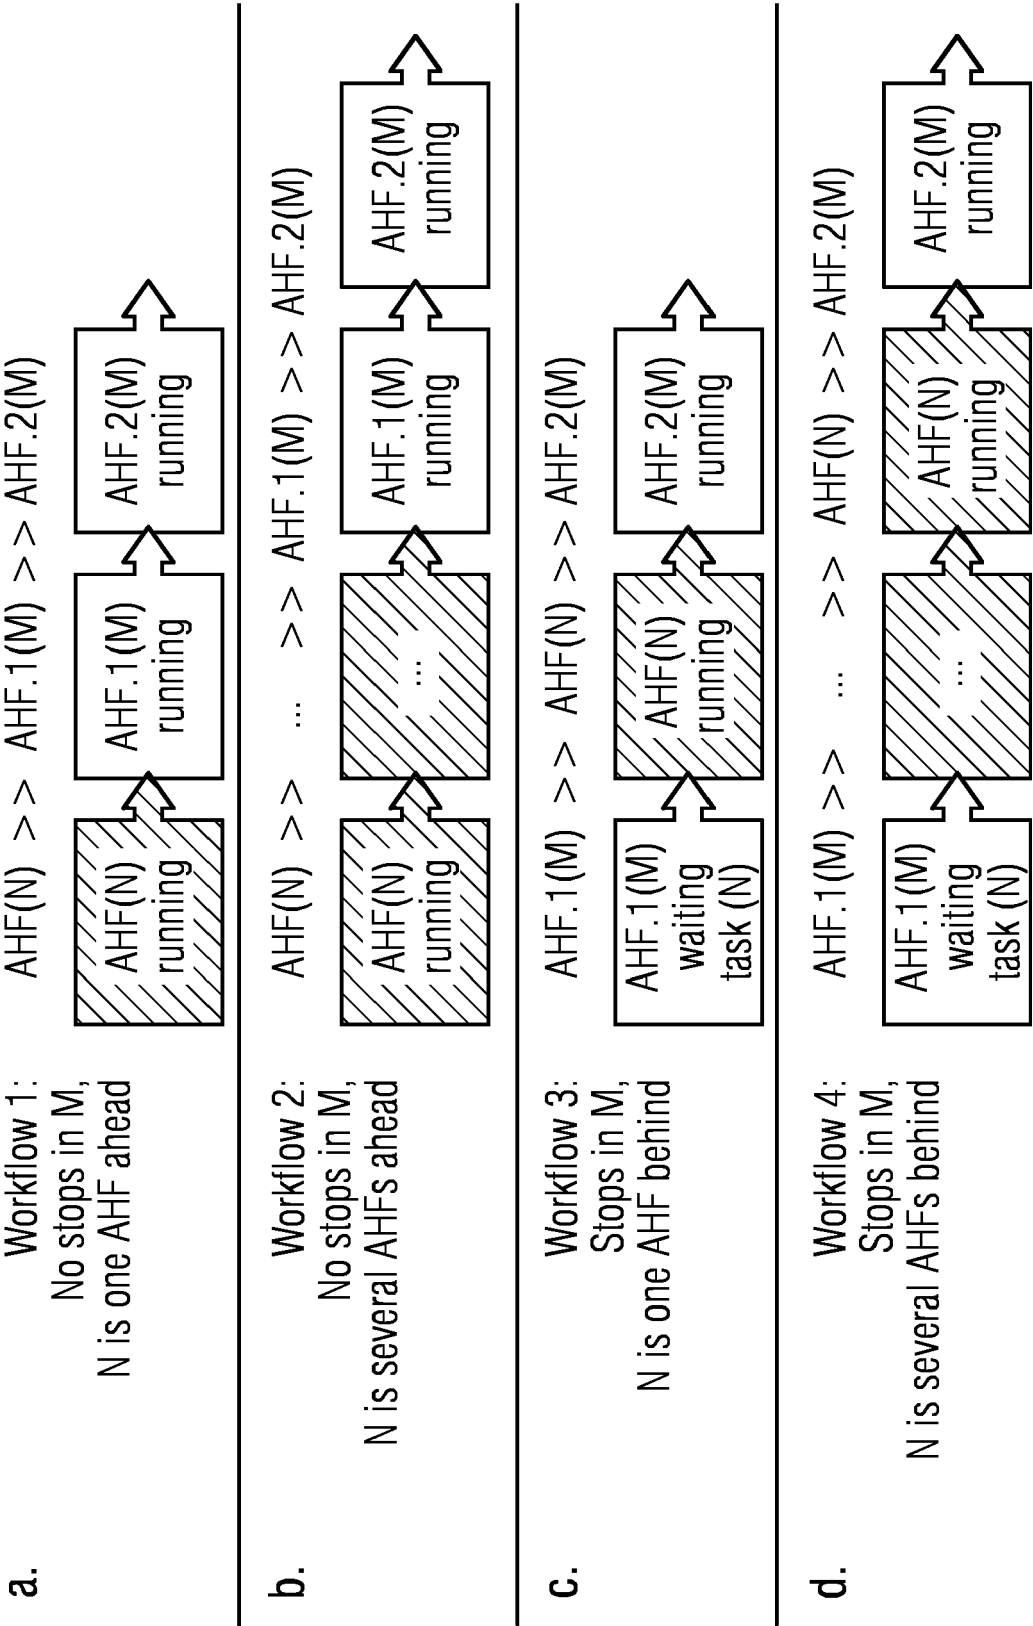 a.
Workflow 1:
No stops in M,
N is one AHF ahead
AHF(N) >> AHF.1(M) >> AHF.2(M)
AHF(N)
running
AHF.1(M)
running
AHF.2(M)
running
b.
Workflow 2:
No stops in M,
N is several AHFs ahead
AHF(N) >> ... >> AHF.1(M) >> AHF.2(M)
AHF(N)
running
...
AHF.1(M)
running
AHF.2(M)
running
c.
Workflow 3:
Stops in M,
N is one AHF behind
AHF.1(M) >> AHF(N) >> AHF.2(M)
AHF.1(M)
waiting
task (N)
AHF(N)
running
AHF.2(M)
running
d.
Workflow 4:
Stops in M,
N is several AHFs behind
AHF.1(M) >> ... >> AHF(N) >> AHF.2(M)
AHF.1(M)
waiting
task (N)
...
AHF(N)
running
AHF.2(M)
running